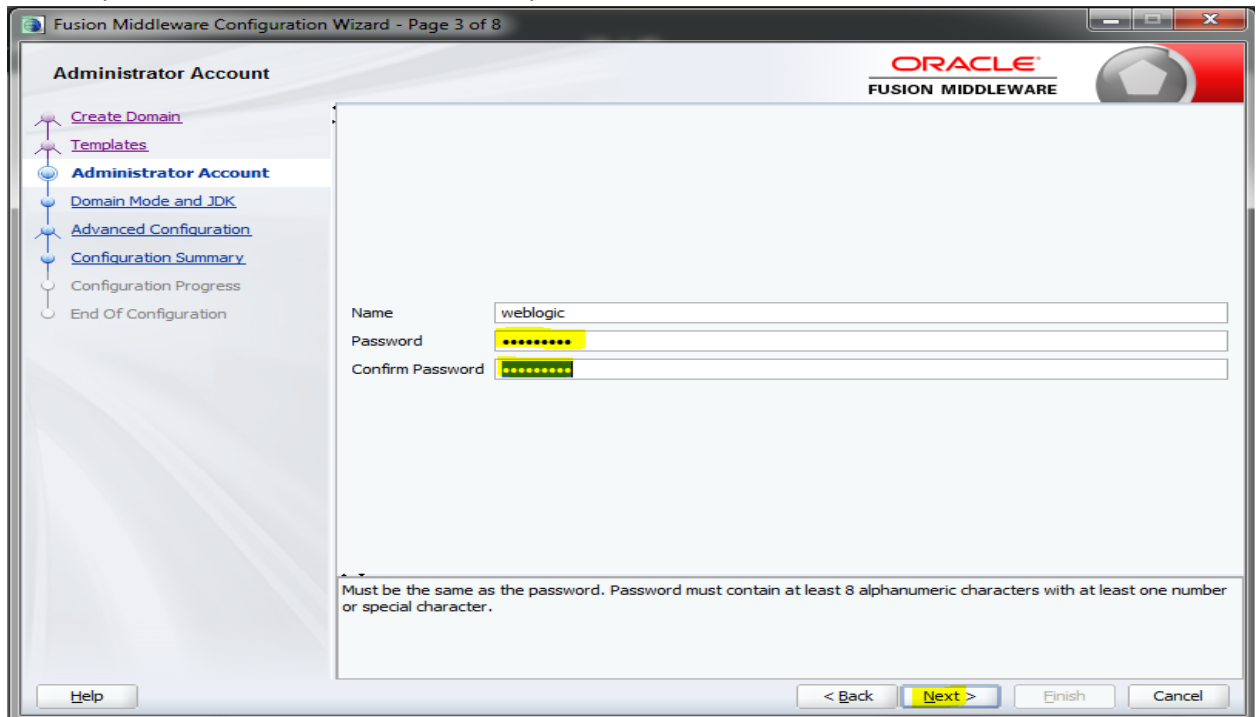 Fusion Middleware Configuration Wizard - Page 3 of 8
Administrator Account
ORACLE
FUSION MIDDLEWARE
Create Domain
Templates
Administrator Account
Domain Mode and JDK
Advanced Configuration
Configuration Summary
Configuration Progress
End Of Configuration
Name weblogic
Password •••••••••
Confirm Password •••••••••
Must be the same as the password. Password must contain at least 8 alphanumeric characters with at least one number
or special character.
Help < Back Next > Finish Cancel